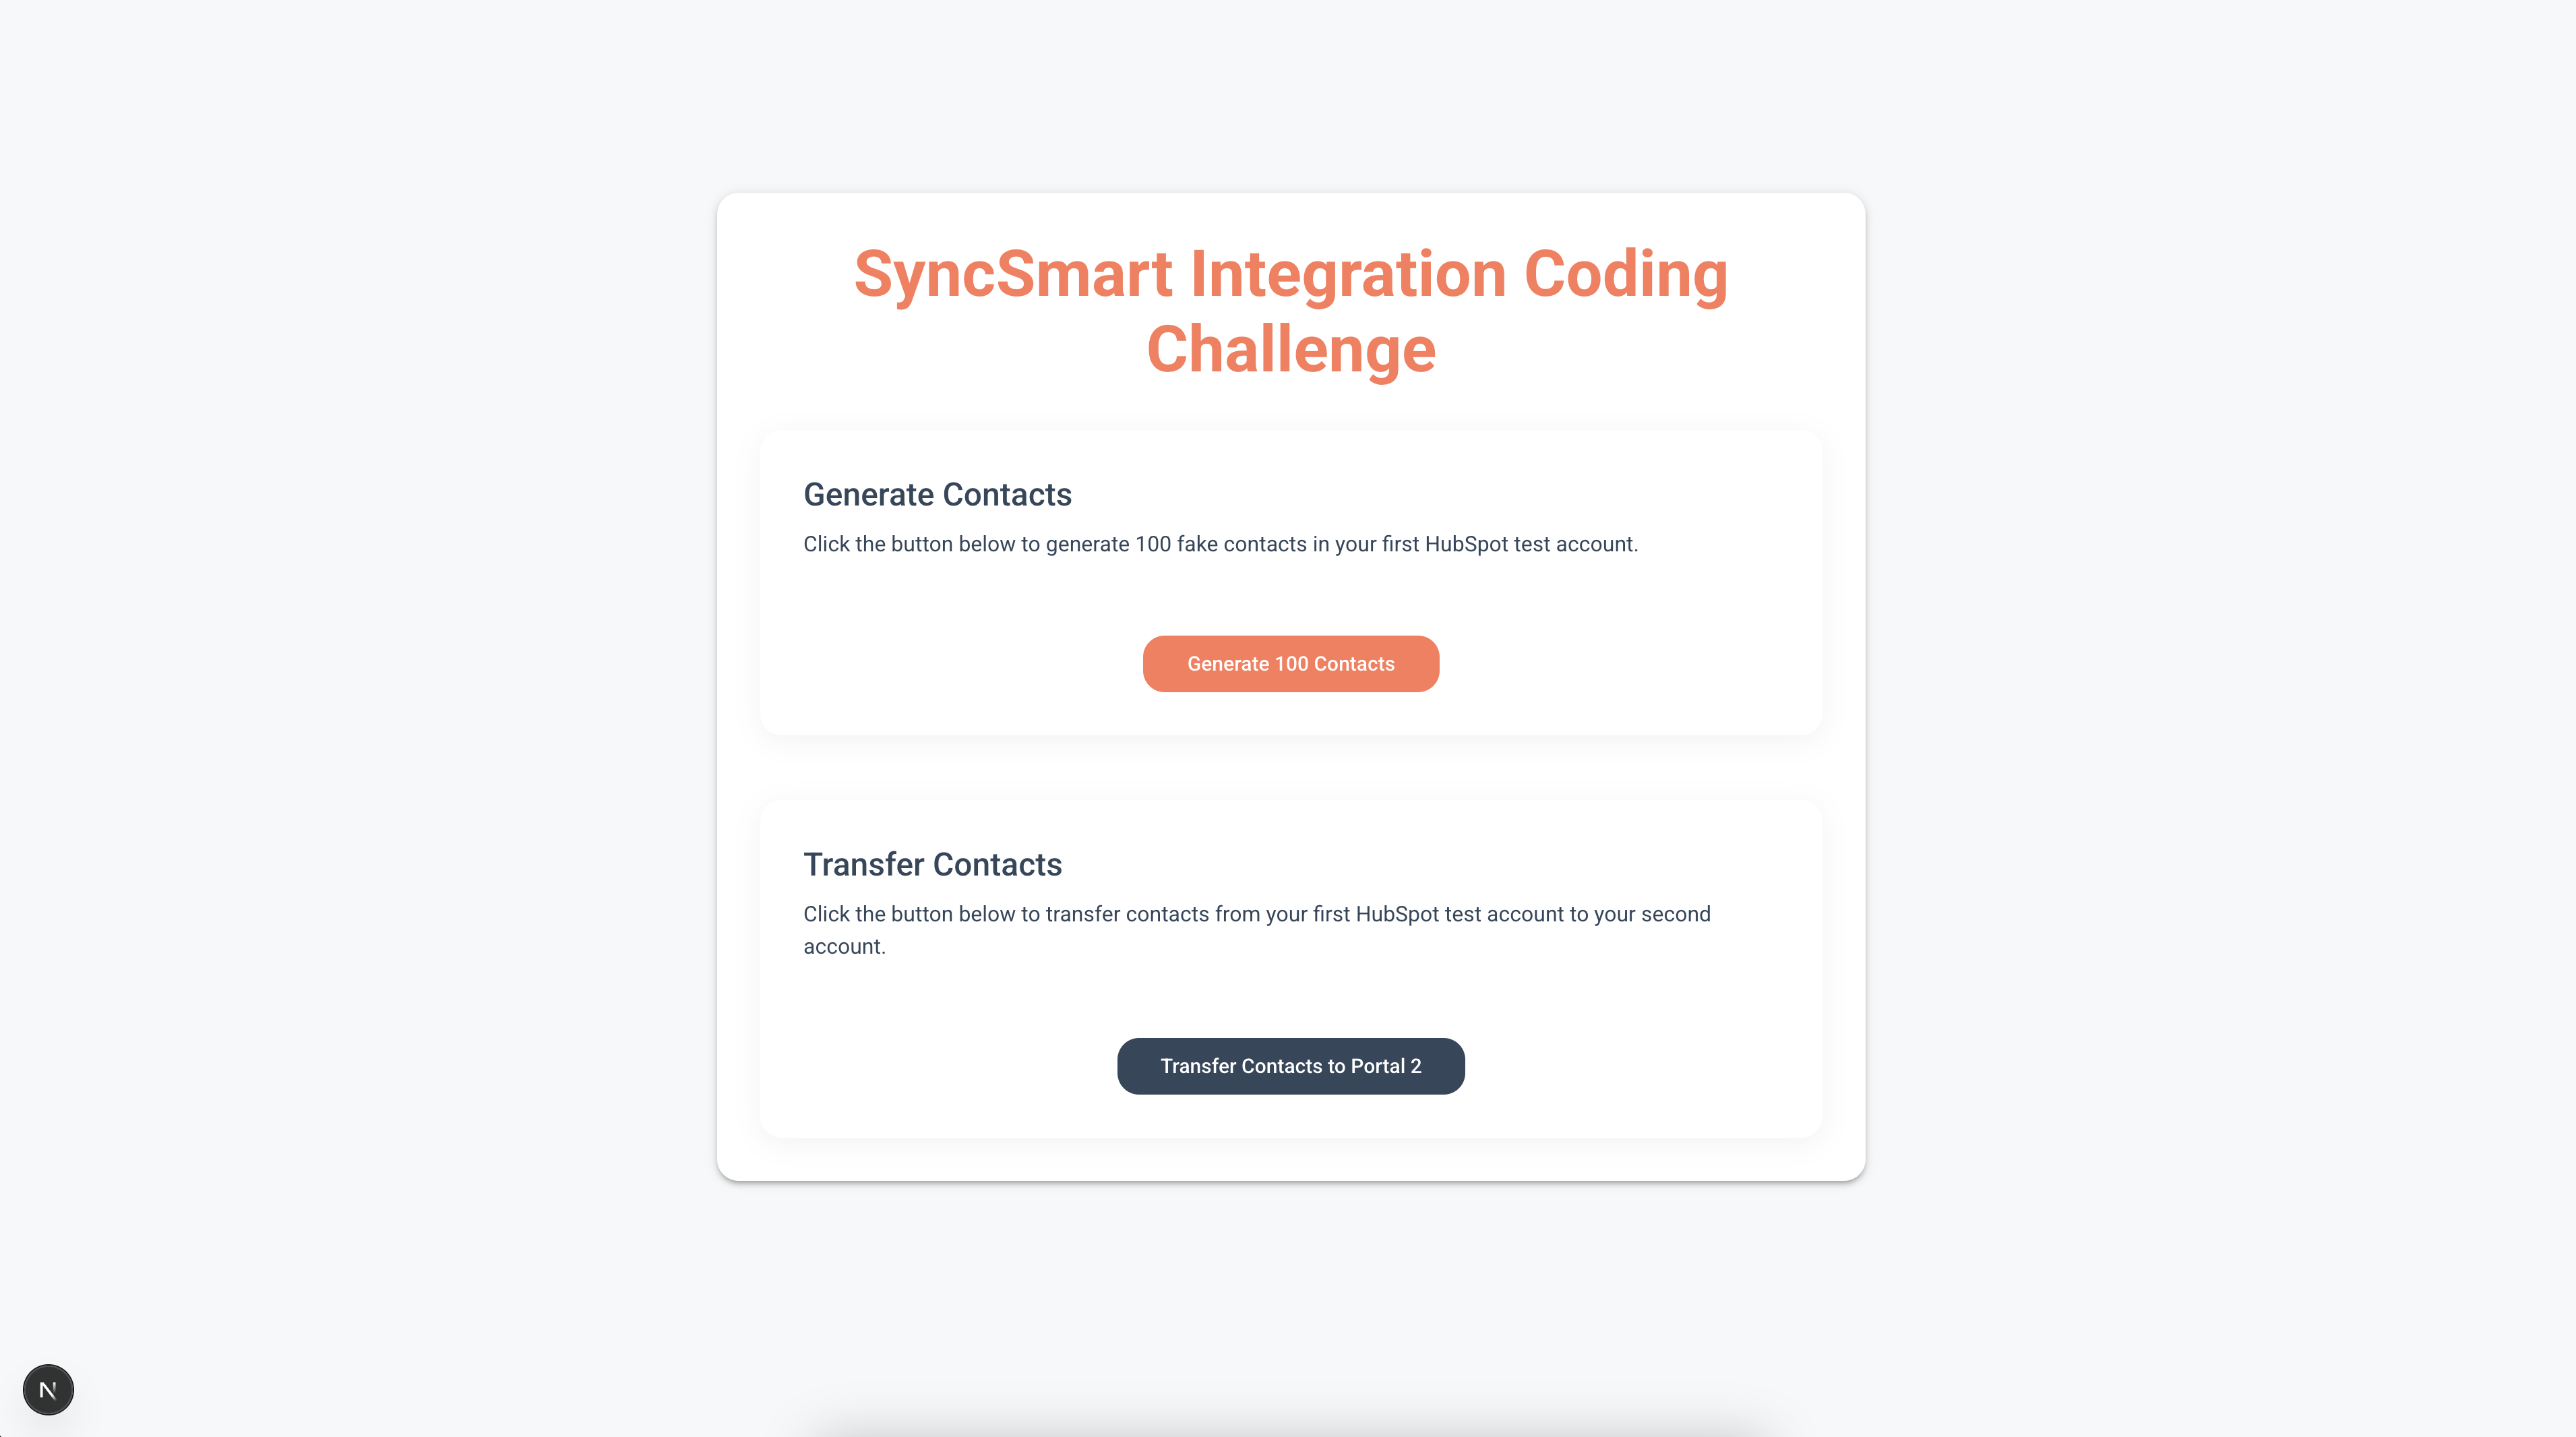 SyncSmart Integration Coding
Challenge
Generate Contacts
Click the button below to generate 100 fake contacts in your first HubSpot test account.
Generate 100 Contacts
Transfer Contacts
Click the button below to transfer contacts from your first HubSpot test account to your second
account.
Transfer Contacts to Portal 2
N